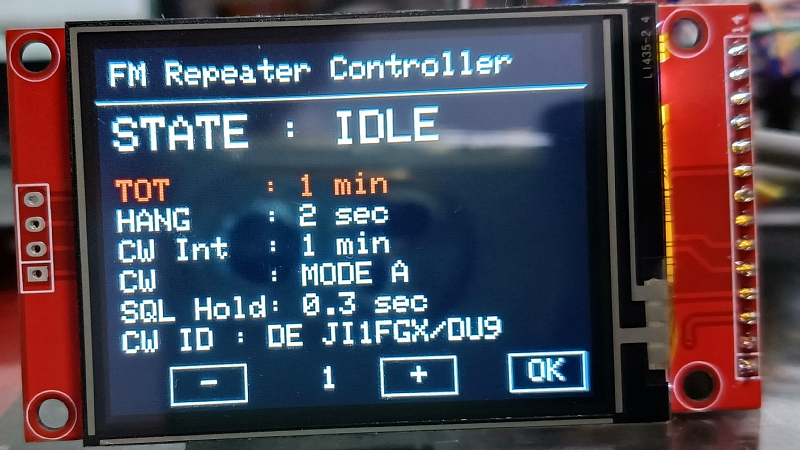 FM Repeater Controller
STATE : IDLE
TOT : 1 min
HANG : 2 sec
CW Int : 1 min
CW : MODE A
SQL Hold: 0.3 sec
CW ID : DE JI1FGX/DU9
- 1 + OK
14